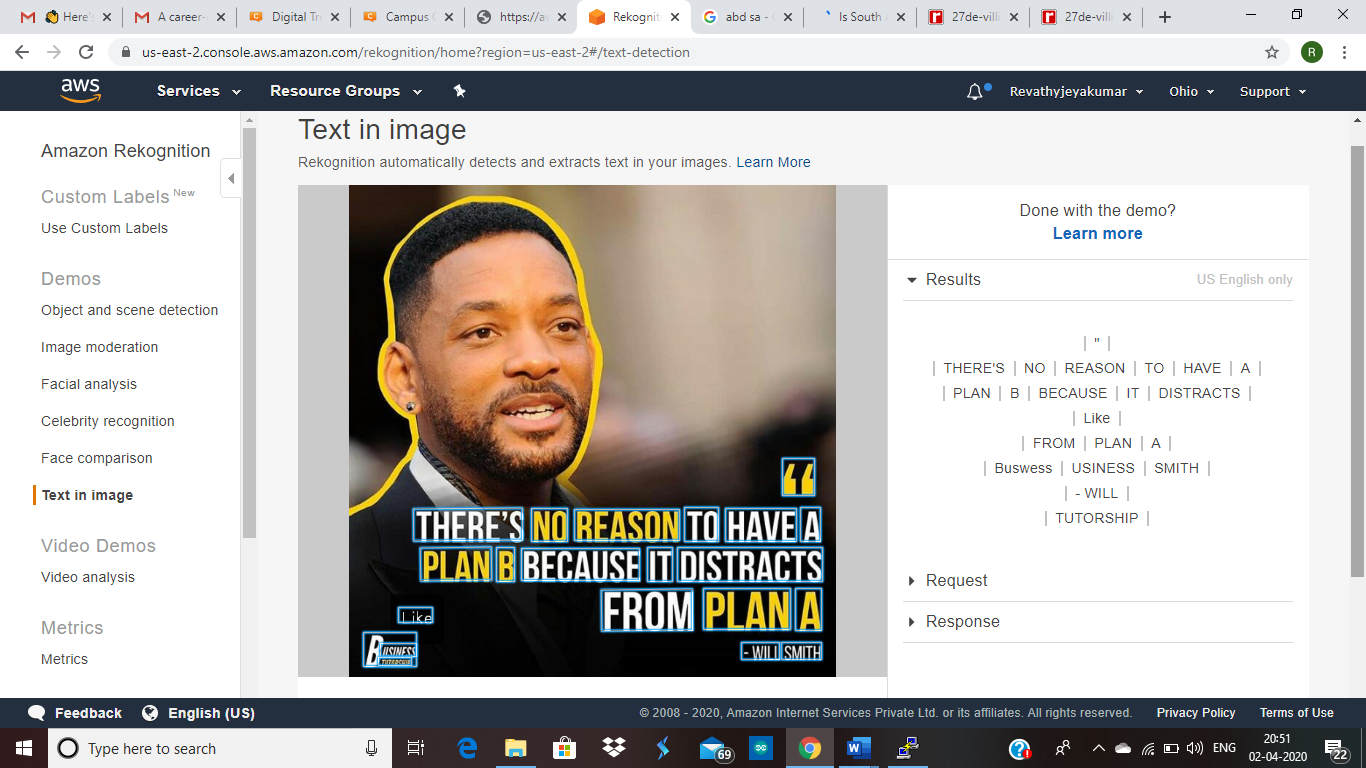 Here's
A career-
Digital Tr
Campus
https://a
Rekogniti
abd sa -
Is South
27de-villi
27de-villi
us-east-2.console.aws.amazon.com/rekognition/home?region=us-east-2#/text-detection
R
aws
Services
Resource Groups
Revathyjeyakumar
Ohio
Support
Amazon Rekognition
Custom Labels New
Use Custom Labels
Demos
Object and scene detection
Image moderation
Facial analysis
Celebrity recognition
Face comparison
Text in image
Video Demos
Video analysis
Metrics
Metrics
Text in image
Rekognition automatically detects and extracts text in your images. Learn More
“
THERE'S NO REASON TO HAVE A
PLAN B BECAUSE IT DISTRACTS
FROM PLAN A
Like
BUSINESS
TUTORSHIP
- WILL SMITH
Done with the demo?
Learn more
Results
US English only
| " |
| THERE'S | NO | REASON | TO | HAVE | A |
| PLAN | B | BECAUSE | IT | DISTRACTS |
| Like |
| FROM | PLAN | A |
| Buswess | USINESS | SMITH |
| - WILL |
| TUTORSHIP |
Request
Response
Feedback
English (US)
© 2008 - 2020, Amazon Internet Services Private Ltd. or its affiliates. All rights reserved.
Privacy Policy
Terms of Use
Type here to search
69
ENG
20:51
02-04-2020
22